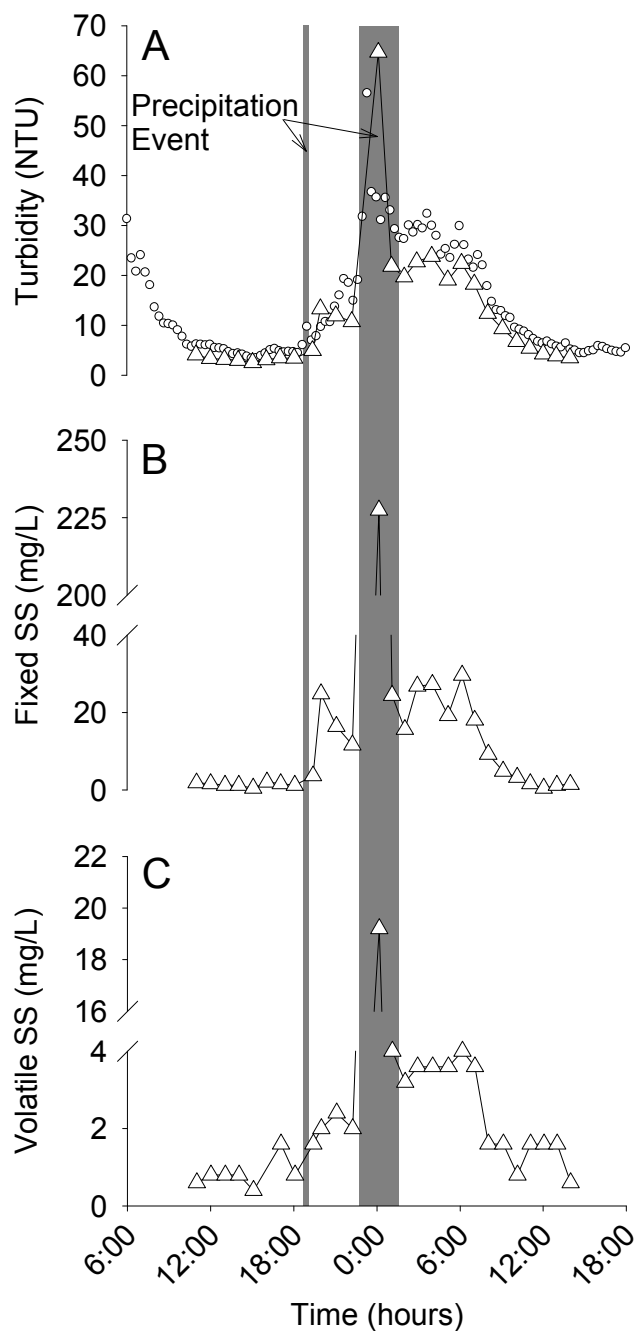 A
Turbidity (NTU)
70
60
50
40
30
20
10
0
Precipitation
Event
B
Fixed SS (mg/L)
250
225
200
40
20
0
C
Volatile SS (mg/L)
22
20
18
16
4
2
0
6:00 12:00 18:00 0:00 6:00 12:00 18:00
Time (hours)